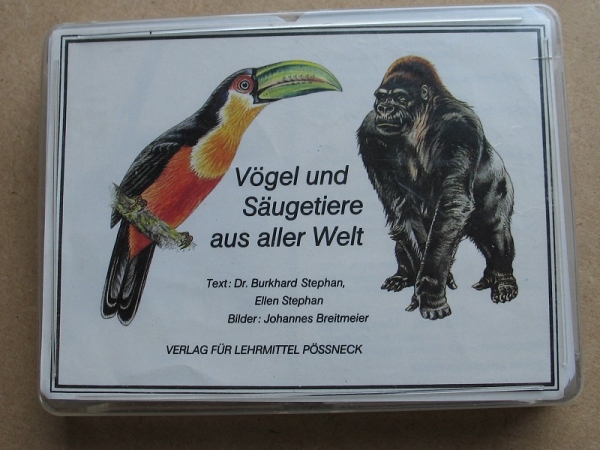 Vögel und
Säugetiere
aus aller Welt
Text: Dr. Burkhard Stephan,
Ellen Stephan
Bilder: Johannes Breitmeier
VERLAG FÜR LEHRMITTEL PÖSSNECK